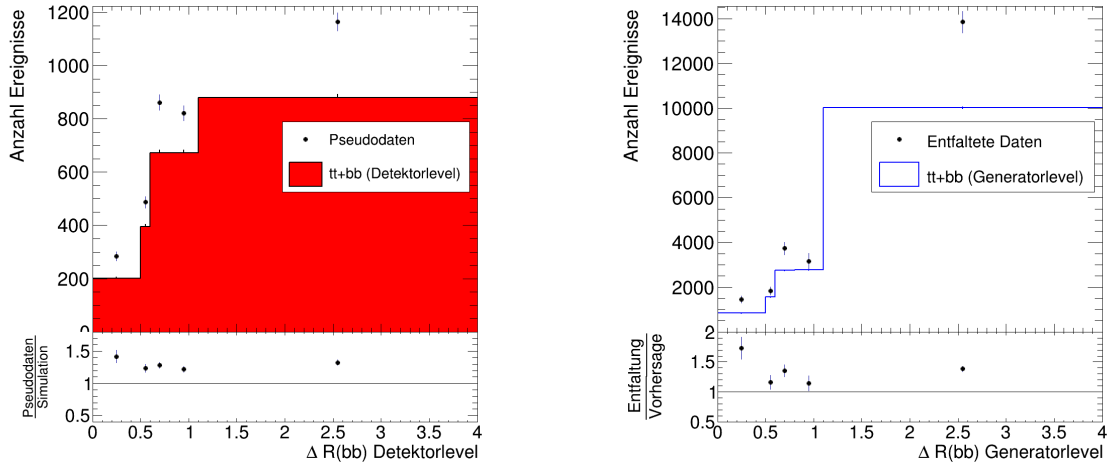 Anzahl Ereignisse
1200
1000
800
600
400
200
0
Pseudodaten
tt+bb (Detektorlevel)
Pseudodaten
Simulation
1.5
1
0.5
0 0.5 1 1.5 2 2.5 3 3.5 4
Δ R(bb) Detektorlevel
Anzahl Ereignisse
14000
12000
10000
8000
6000
4000
2000
Entfaltete Daten
tt+bb (Generatorlevel)
Entfaltung
Vorhersage
2
1.5
1
0.5
0 0.5 1 1.5 2 2.5 3 3.5 4
Δ R(bb) Generatorlevel